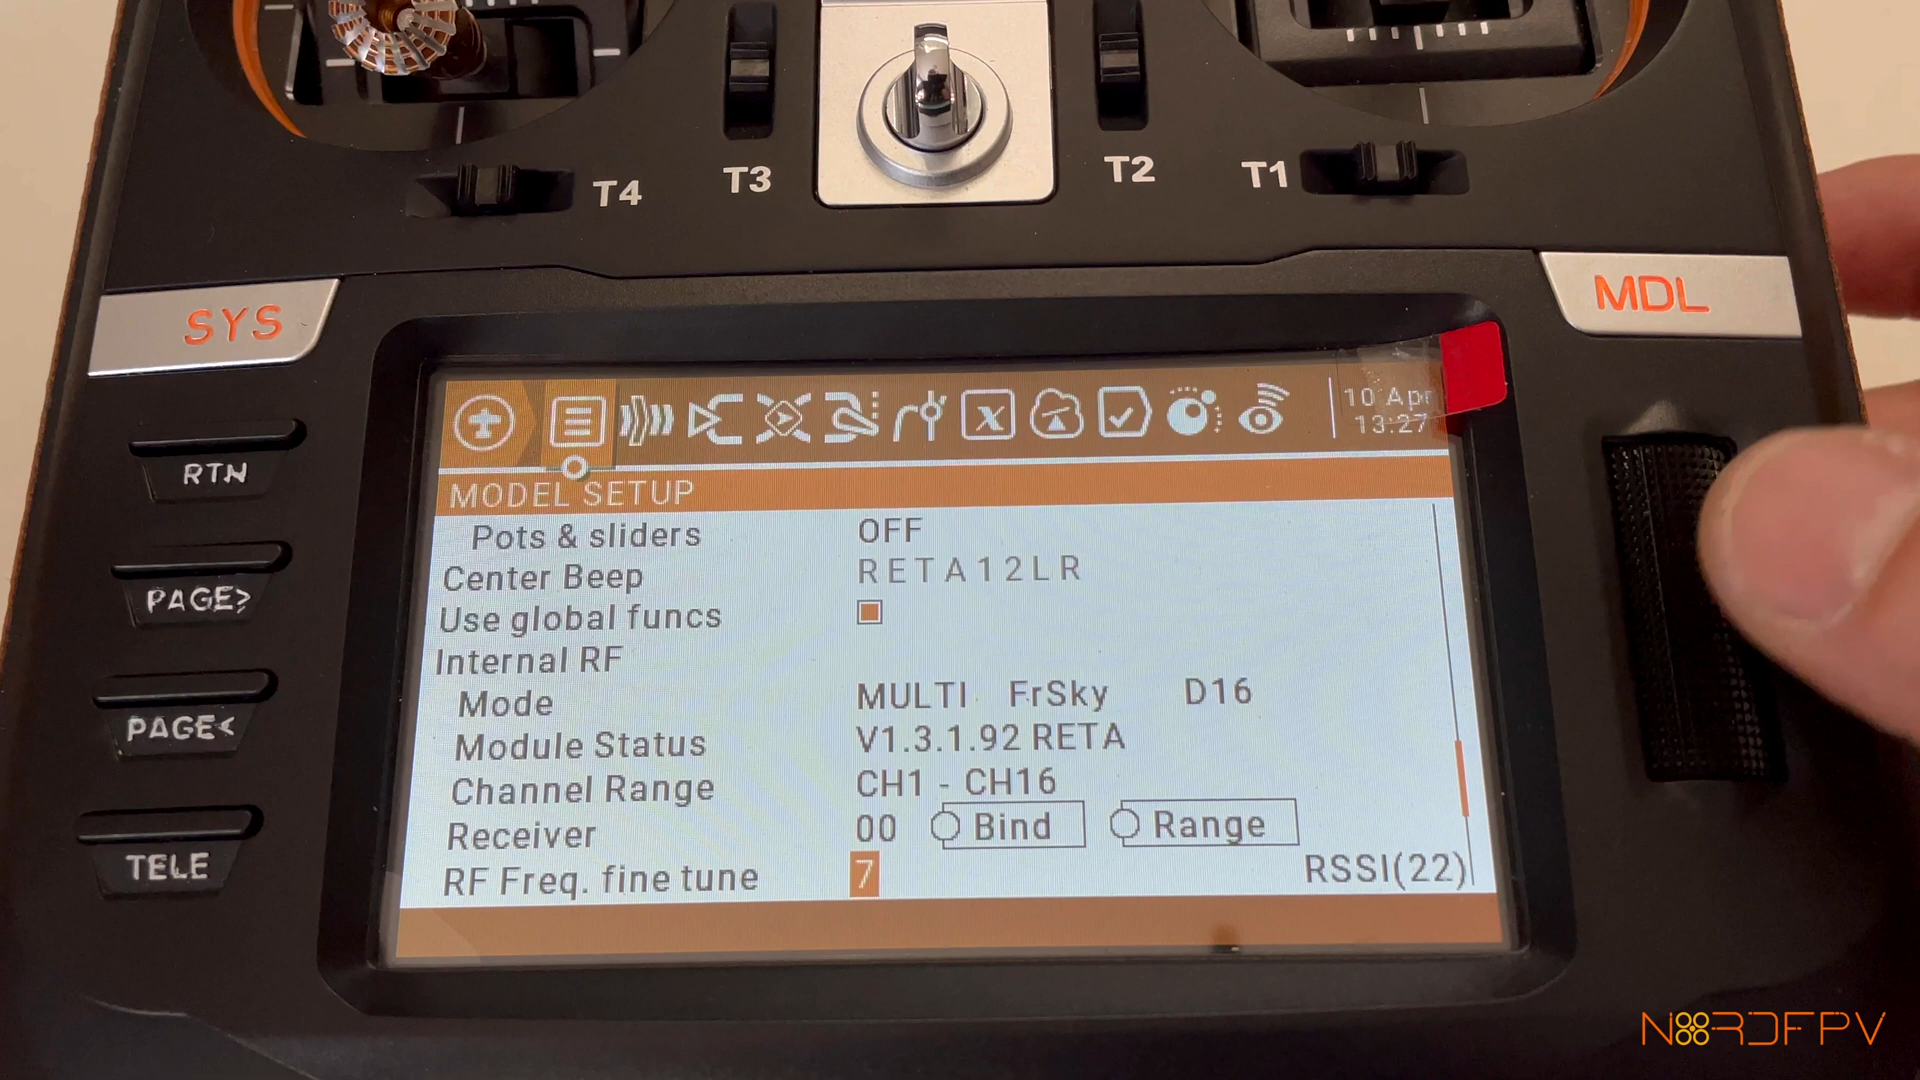 T4
T3
T2
T1
SYS
MDL
RTN
PAGE>
PAGE<
TELE
10 Apr
13:27
MODEL SETUP
Pots & sliders OFF
Center Beep RETA12LR
Use global funcs
Internal RF
Mode MULTI FrSky D16
Module Status V1.3.1.92 RETA
Channel Range CH1 - CH16
Receiver 00 Bind Range
RF Freq. fine tune 7 RSSI(22)
NORDFPV